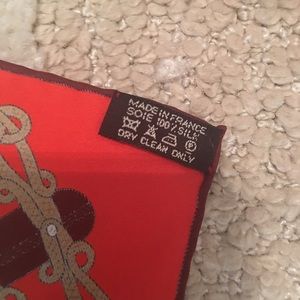 MADE IN FRANCE
SOIE 100% SILK
DRY CLEAN ONLY